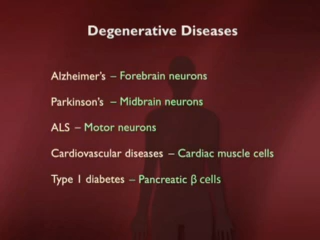 Degenerative Diseases
Alzheimer's – Forebrain neurons
Parkinson's – Midbrain neurons
ALS – Motor neurons
Cardiovascular diseases – Cardiac muscle cells
Type 1 diabetes – Pancreatic β cells